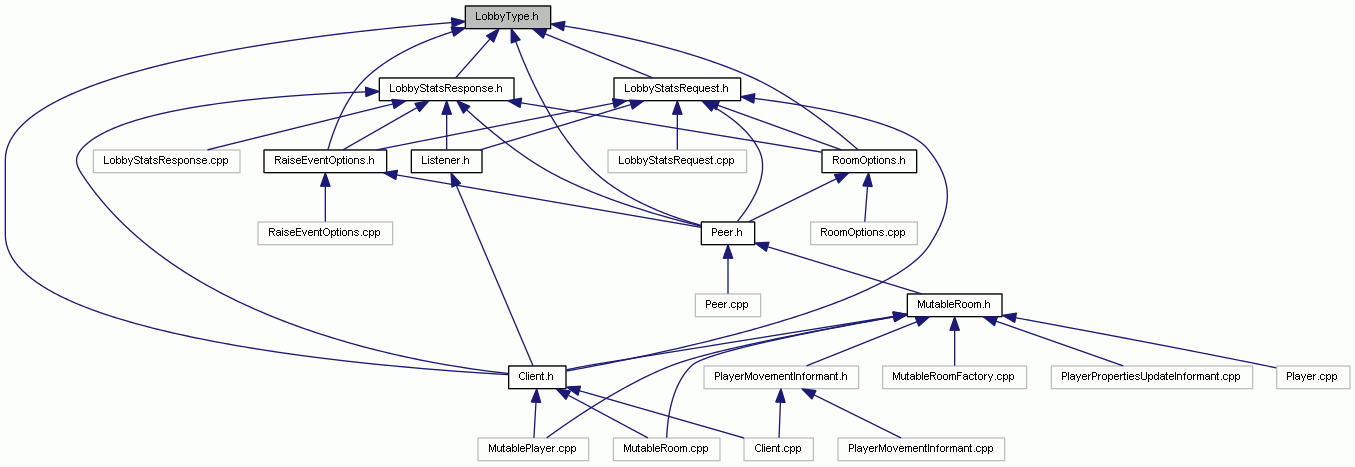 LobbyType.h
LobbyStatsResponse.h
LobbyStatsRequest.h
LobbyStatsResponse.cpp
RaiseEventOptions.h
Listener.h
LobbyStatsRequest.cpp
RoomOptions.h
RaiseEventOptions.cpp
Peer.h
RoomOptions.cpp
Peer.cpp
MutableRoom.h
Client.h
PlayerMovementInformant.h
MutableRoomFactory.cpp
PlayerPropertiesUpdateInformant.cpp
Player.cpp
MutablePlayer.cpp
MutableRoom.cpp
Client.cpp
PlayerMovementInformant.cpp